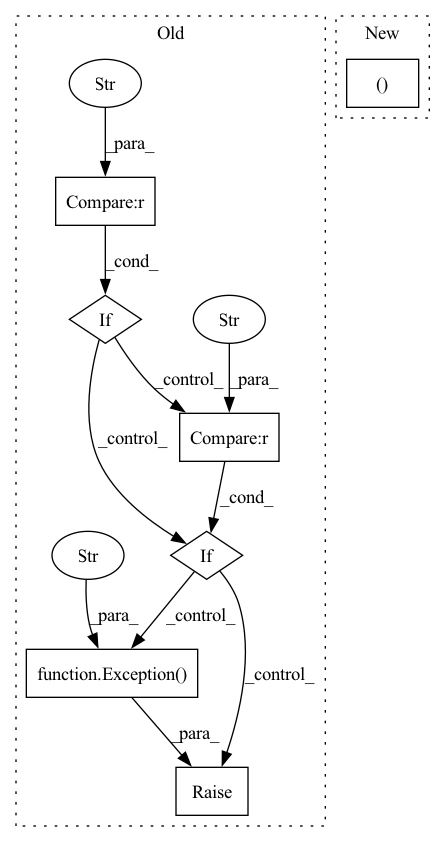 Old
New
Str
()
_para_
Compare:r
_cond_
If
Str
_control_
_para_
_control_
Compare:r
_cond_
Str
If
_para_
_control_
function.Exception()
_control_
_para_
Raise